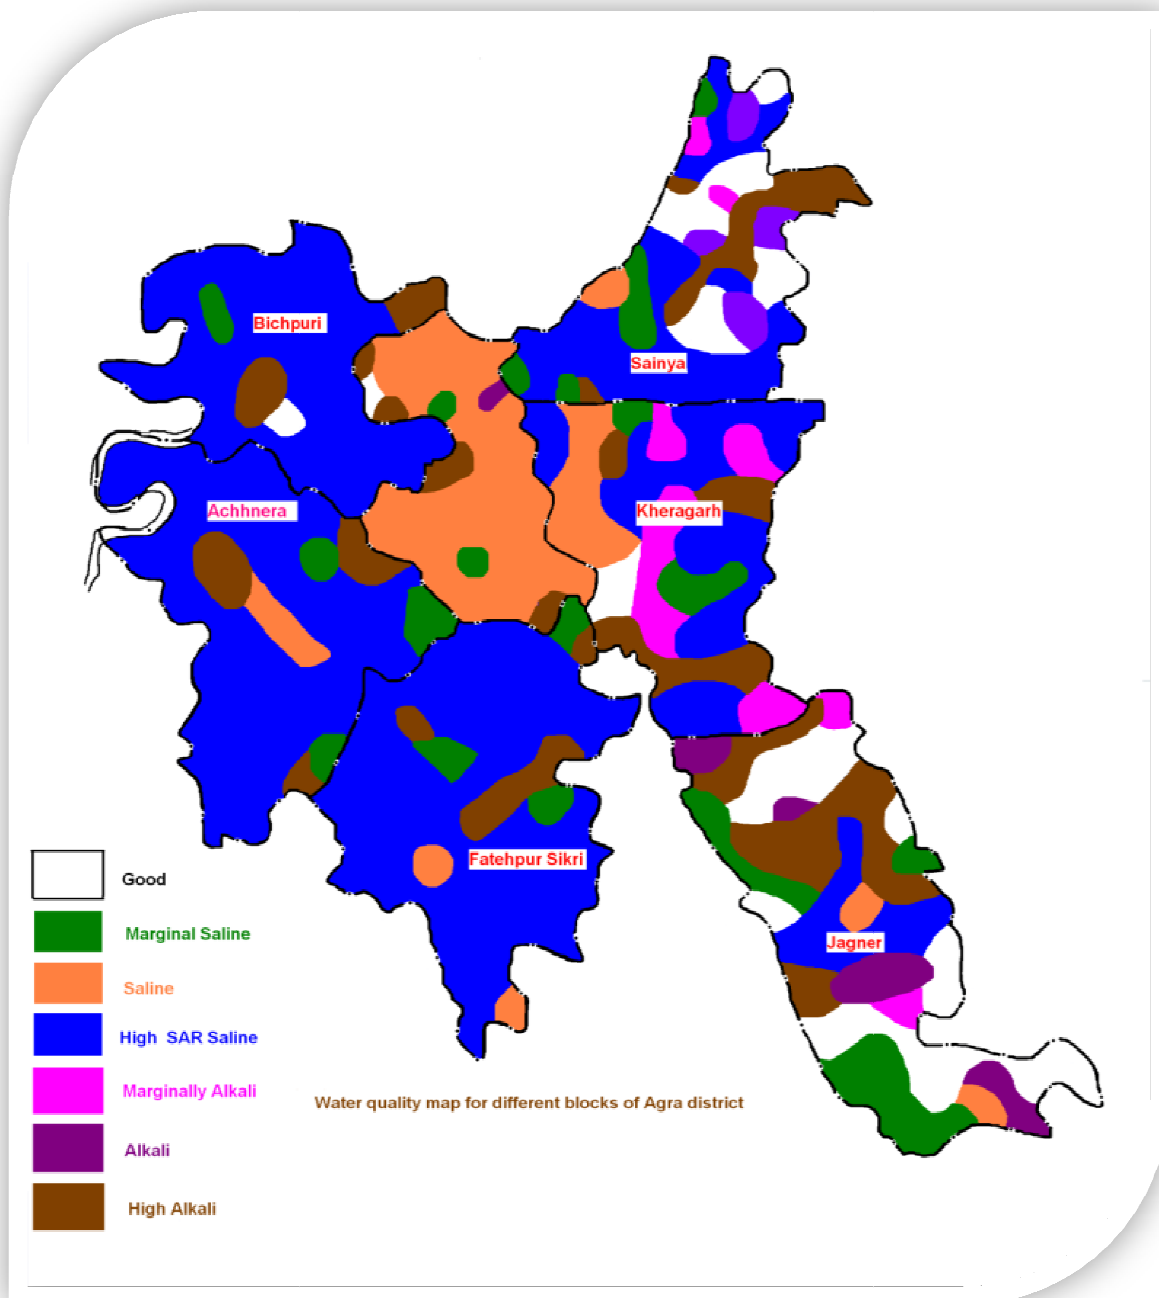 Bichpuri
Sainya
Achhnera
Kheragarh
Fatehpur Sikri
Jagner
Good
Marginal Saline
Saline
High SAR Saline
Marginally Alkali
Alkali
High Alkali
Water quality map for different blocks of Agra district